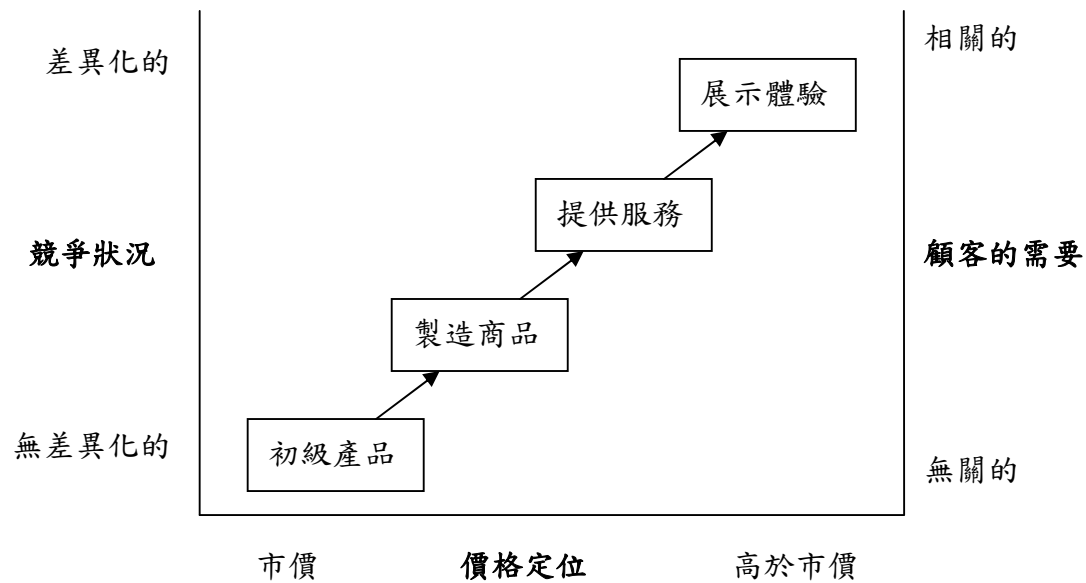 相關的
差異化的
展示體驗
提供服務
競爭狀況
顧客的需要
製造商品
無差異化的
初級產品
無關的
市價
價格定位
高於市價